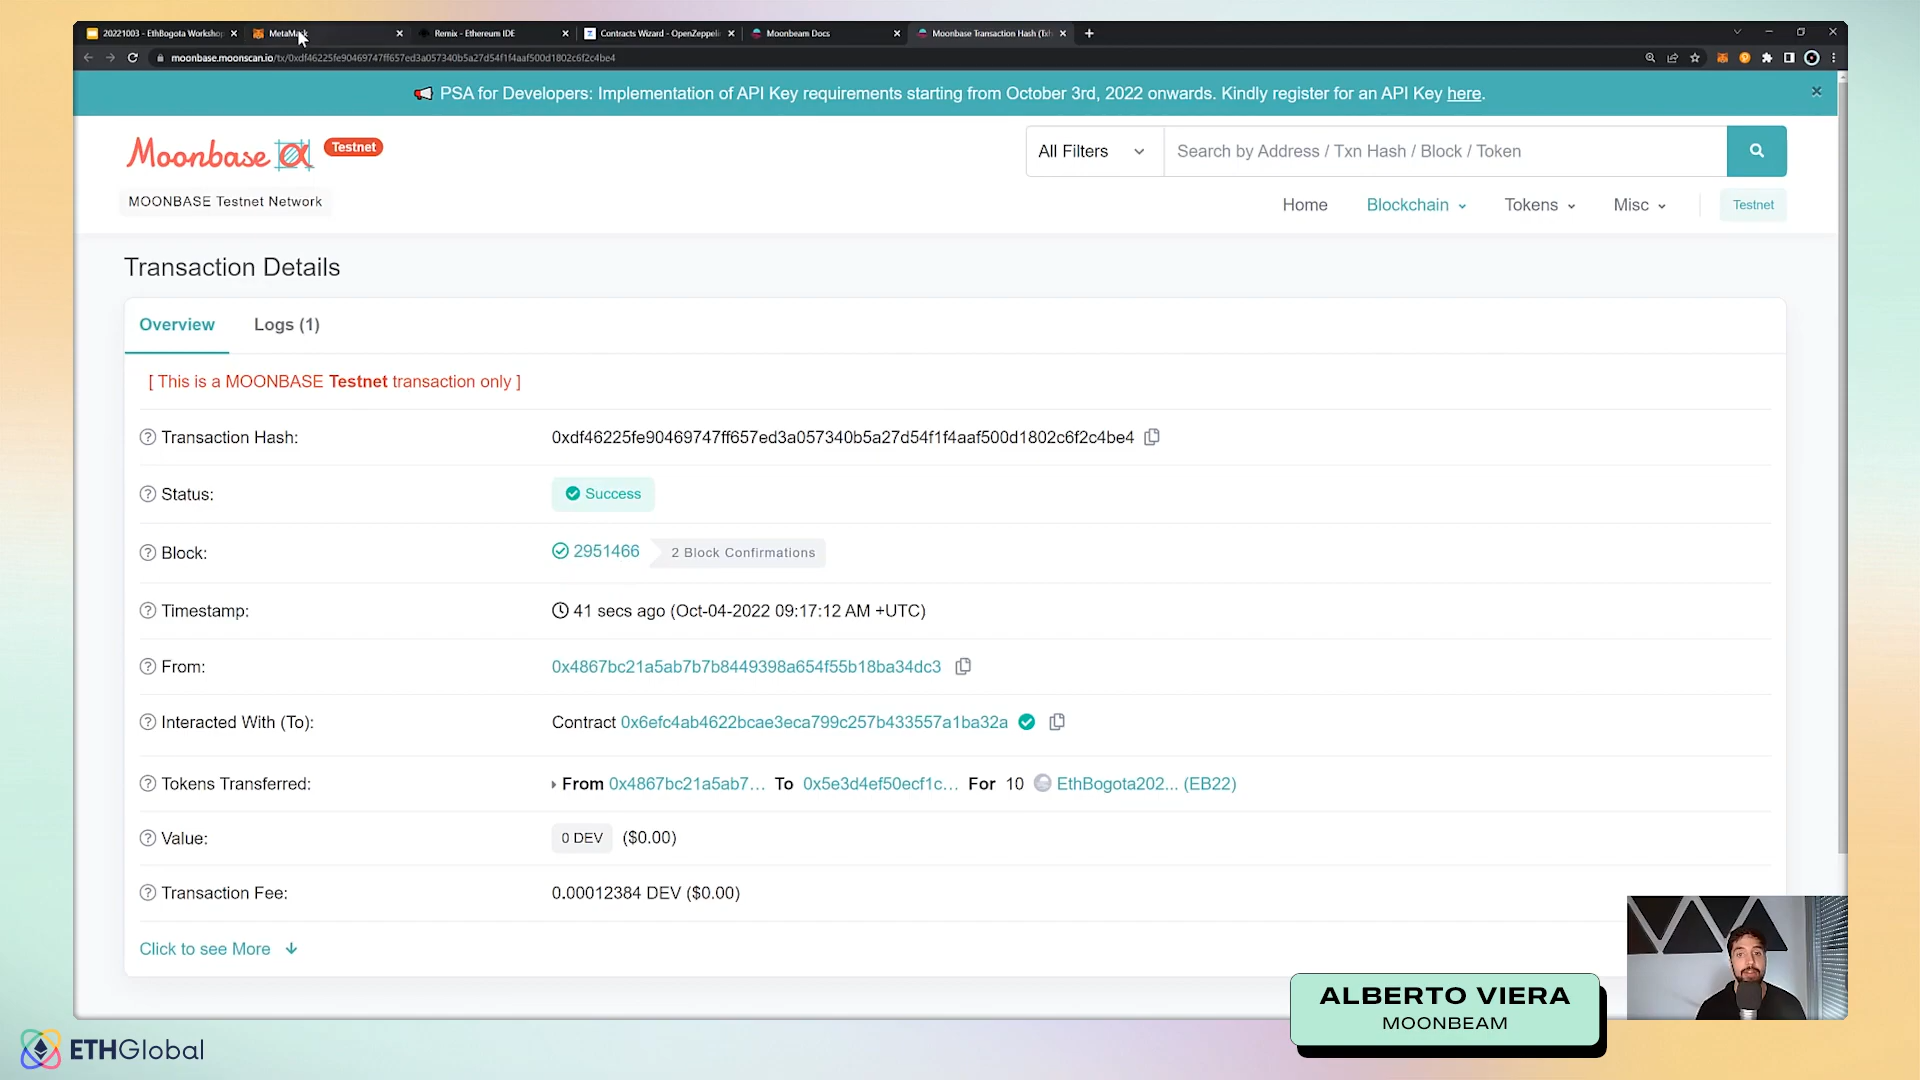 20221003 - EthBogota Workshop
MetaMask
Remix - Ethereum IDE
Contracts Wizard - OpenZeppelin
Moonbeam Docs
Moonbase Transaction Hash (Txh
moonbase.moonscan.io/tx/0xdf46225fe90469747ff657ed3a057340b5a27d54f1f4aaf500d1802c6f2c4be4
PSA for Developers: Implementation of API Key requirements starting from October 3rd, 2022 onwards. Kindly register for an API Key here.
Moonbase α
Testnet
MOONBASE Testnet Network
All Filters
Search by Address / Txn Hash / Block / Token
Home
Blockchain
Tokens
Misc
Testnet
Transaction Details
Overview
Logs (1)
[ This is a MOONBASE Testnet transaction only ]
Transaction Hash:
0xdf46225fe90469747ff657ed3a057340b5a27d54f1f4aaf500d1802c6f2c4be4
Status:
Success
Block:
2951466
2 Block Confirmations
Timestamp:
41 secs ago (Oct-04-2022 09:17:12 AM +UTC)
From:
0x4867bc21a5ab7b7b8449398a654f55b18ba34dc3
Interacted With (To):
Contract 0x6efc4ab4622bcae3eca799c257b433557a1ba32a
Tokens Transferred:
From 0x4867bc21a5ab7... To 0x5e3d4ef50ecf1c... For 10 EthBogota202... (EB22)
Value:
0 DEV ($0.00)
Transaction Fee:
0.00012384 DEV ($0.00)
Click to see More
ALBERTO VIERA
MOONBEAM
ETHGlobal